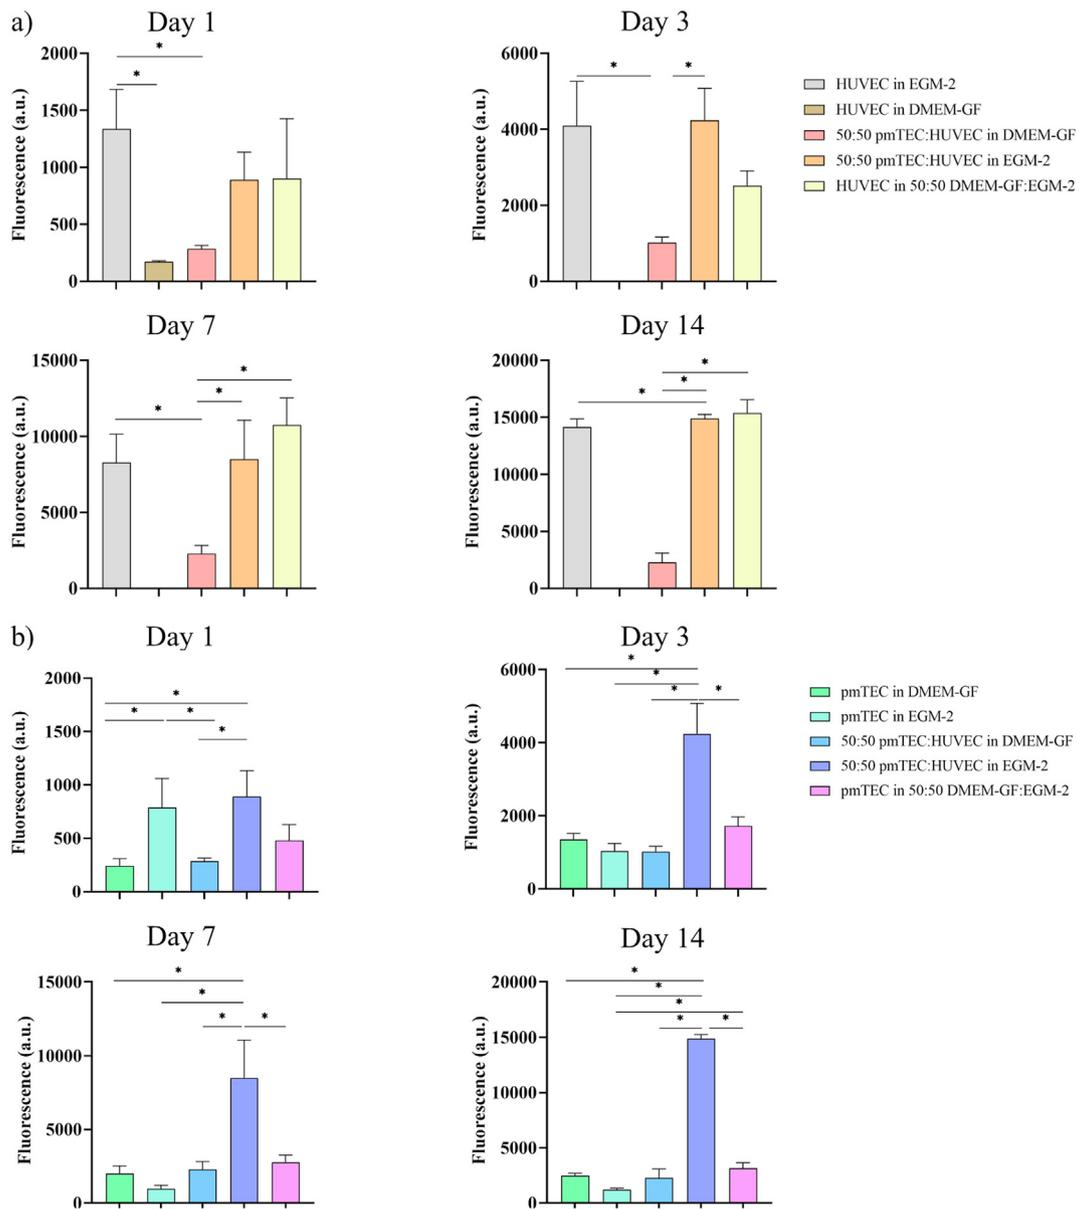 a)
Day 1
Fluorescence (a.u.)
2000
1500
1000
500
0
*
*
Day 3
Fluorescence (a.u.)
6000
4000
2000
0
*
*
HUVEC in EGM-2
HUVEC in DMEM-GF
50:50 pmTEC:HUVEC in DMEM-GF
50:50 pmTEC:HUVEC in EGM-2
HUVEC in 50:50 DMEM-GF:EGM-2
Day 7
Fluorescence (a.u.)
15000
10000
5000
0
*
*
*
Day 14
Fluorescence (a.u.)
20000
15000
10000
5000
0
*
*
*
b)
Day 1
Fluorescence (a.u.)
2000
1500
1000
500
0
*
*
*
*
Day 3
Fluorescence (a.u.)
6000
4000
2000
0
*
*
*
*
pmTEC in DMEM-GF
pmTEC in EGM-2
50:50 pmTEC:HUVEC in DMEM-GF
50:50 pmTEC:HUVEC in EGM-2
pmTEC in 50:50 DMEM-GF:EGM-2
Day 7
Fluorescence (a.u.)
15000
10000
5000
0
*
*
*
*
Day 14
Fluorescence (a.u.)
20000
15000
10000
5000
0
*
*
*
*
*